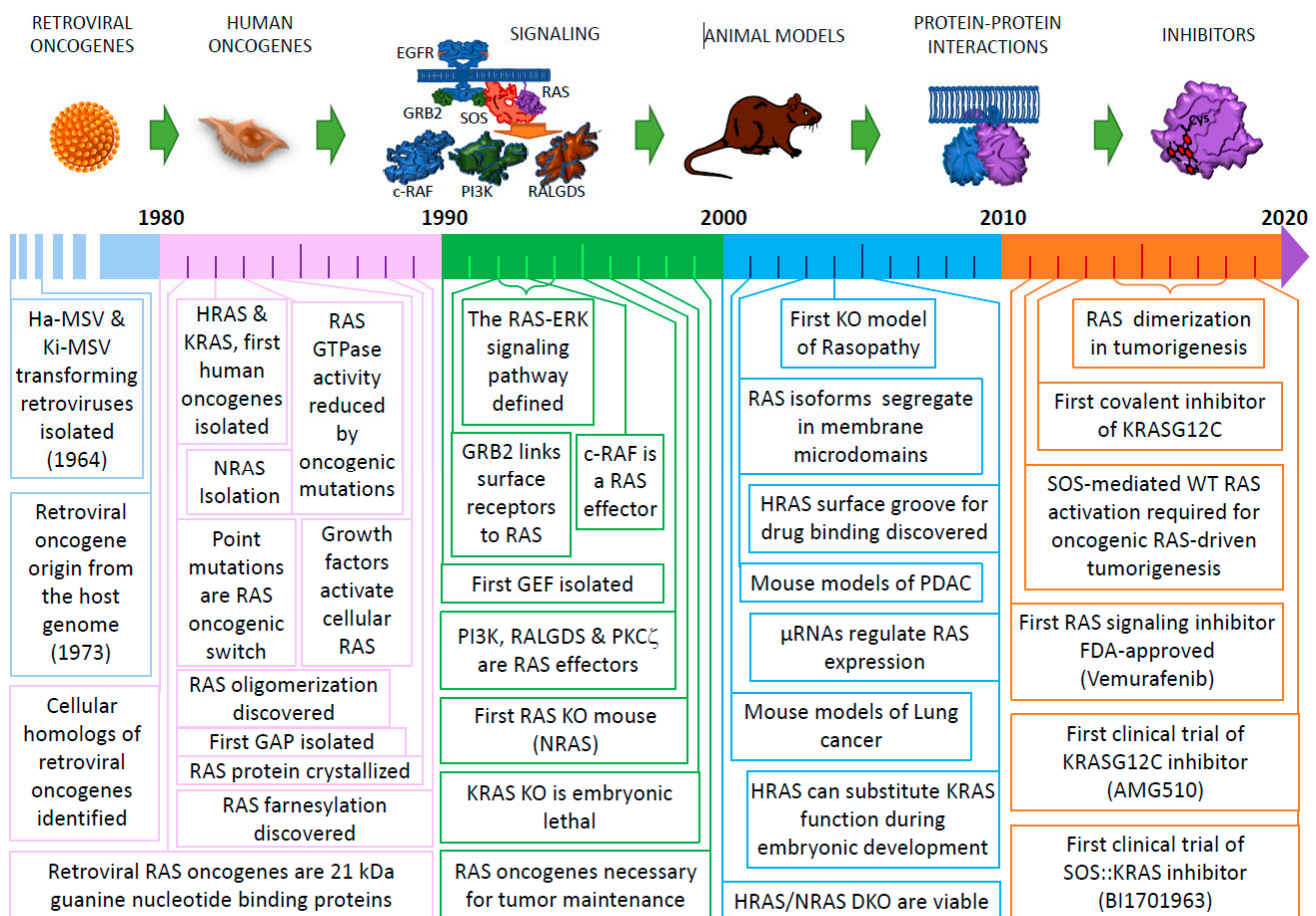 RETROVIRAL
ONCOGENES
HUMAN
ONCOGENES
SIGNALING
ANIMAL MODELS
PROTEIN-PROTEIN
INTERACTIONS
INHIBITORS
EGFR
RAS
GRB2
SOS
c-RAF
PI3K
RALGDS
Cys
1980
1990
2000
2010
2020
Ha-MSV &
Ki-MSV
transforming
retroviruses
isolated
(1964)
Retroviral
oncogene
origin from
the host
genome
(1973)
Cellular
homologs of
retroviral
oncogenes
identified
HRAS &
KRAS, first
human
oncogenes
isolated
RAS
GTPase
activity
reduced
by
oncogenic
mutations
NRAS
Isolation
Point
mutations
are RAS
oncogenic
switch
Growth
factors
activate
cellular
RAS
RAS oligomerization
discovered
First GAP isolated
RAS protein crystallized
RAS farnesylation
discovered
Retroviral RAS oncogenes are 21 kDa
guanine nucleotide binding proteins
The RAS-ERK
signaling
pathway
defined
GRB2 links
surface
receptors
to RAS
c-RAF is
a RAS
effector
First GEF isolated
PI3K, RALGDS & PKCζ
are RAS effectors
First RAS KO mouse
(NRAS)
KRAS KO is embryonic
lethal
RAS oncogenes necessary
for tumor maintenance
First KO model
of Rasopathy
RAS isoforms segregate
in membrane
microdomains
HRAS surface groove for
drug binding discovered
Mouse models of PDAC
µRNAs regulate RAS
expression
Mouse models of Lung
cancer
HRAS can substitute KRAS
function during
embryonic development
HRAS/NRAS DKO are viable
RAS dimerization
in tumorigenesis
First covalent inhibitor
of KRASG12C
SOS-mediated WT RAS
activation required for
oncogenic RAS-driven
tumorigenesis
First RAS signaling inhibitor
FDA-approved
(Vemurafenib)
First clinical trial of
KRASG12C inhibitor
(AMG510)
First clinical trial of
SOS::KRAS inhibitor
(BI1701963)